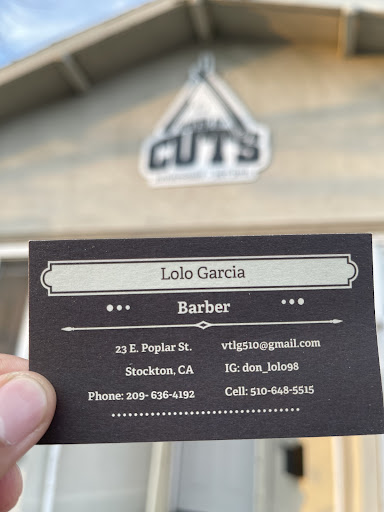 CUTS
Lolo Garcia
Barber
23 E. Poplar St.
vtlg510@gmail.com
Stockton, CA
IG: don_lolo98
Phone: 209- 636-4192
Cell: 510-648-5515